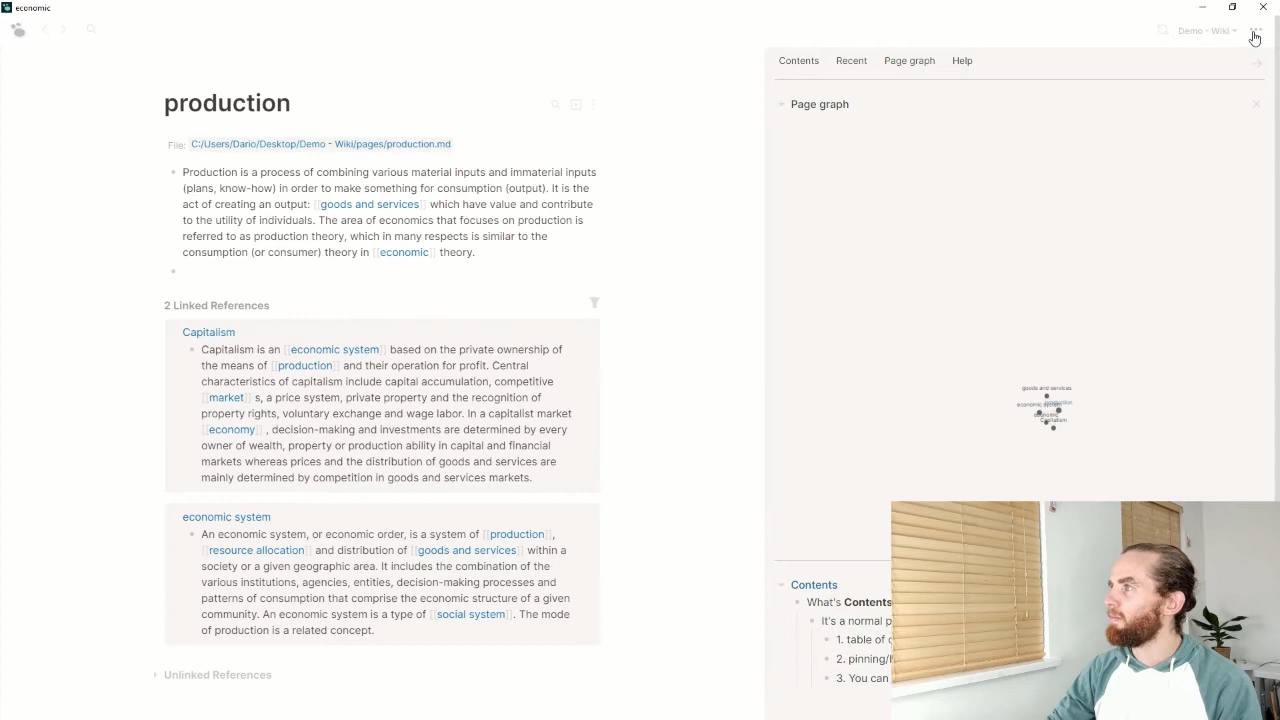 economic
Demo - Wiki
Contents Recent Page graph Help
production
Page graph
File: C:/Users/Dario/Desktop/Demo - Wiki/pages/production.md
Production is a process of combining various material inputs and immaterial inputs
(plans, know-how) in order to make something for consumption (output). It is the
act of creating an output: [[goods and services]] which have value and contribute
to the utility of individuals. The area of economics that focuses on production is
referred to as production theory, which in many respects is similar to the
consumption (or consumer) theory in [[economic]] theory.
2 Linked References
Capitalism
Capitalism is an [[economic system]] based on the private ownership of
the means of [[production]] and their operation for profit. Central
characteristics of capitalism include capital accumulation, competitive
[[market]] s, a price system, private property and the recognition of
property rights, voluntary exchange and wage labor. In a capitalist market
[[economy]] , decision-making and investments are determined by every
owner of wealth, property or production ability in capital and financial
markets whereas prices and the distribution of goods and services are
mainly determined by competition in goods and services markets.
economic system
An economic system, or economic order, is a system of [[production]],
[[resource allocation]] and distribution of [[goods and services]] within a
society or a given geographic area. It includes the combination of the
various institutions, agencies, entities, decision-making processes and
patterns of consumption that comprise the economic structure of a given
community. An economic system is a type of [[social system]]. The mode
of production is a related concept.
Unlinked References
goods and services
production
economic system
economic
Capitalism
Contents
What's Contents
It's a normal p
1. table of c
2. pinning/l
3. You can